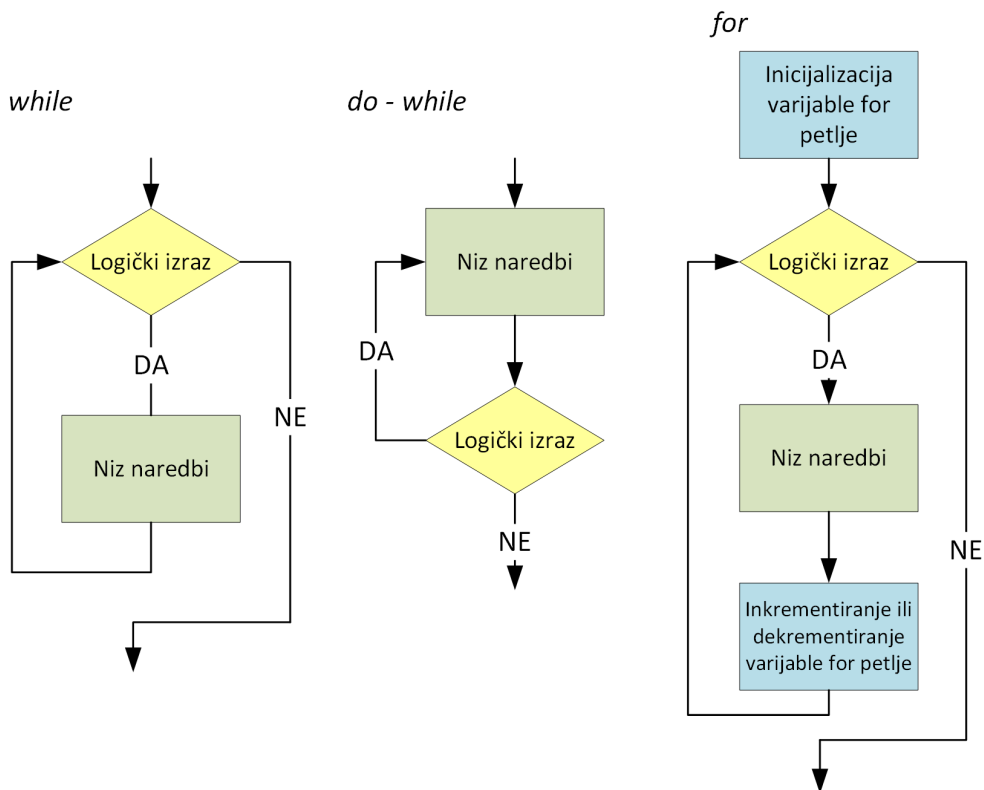 while
Logički izraz
DA
NE
Niz naredbi
do - while
Niz naredbi
DA
Logički izraz
NE
for
Inicijalizacija
varijable for
petlje
Logički izraz
DA
Niz naredbi
NE
Inkrementiranje ili
dekrementiranje
varijable for petlje